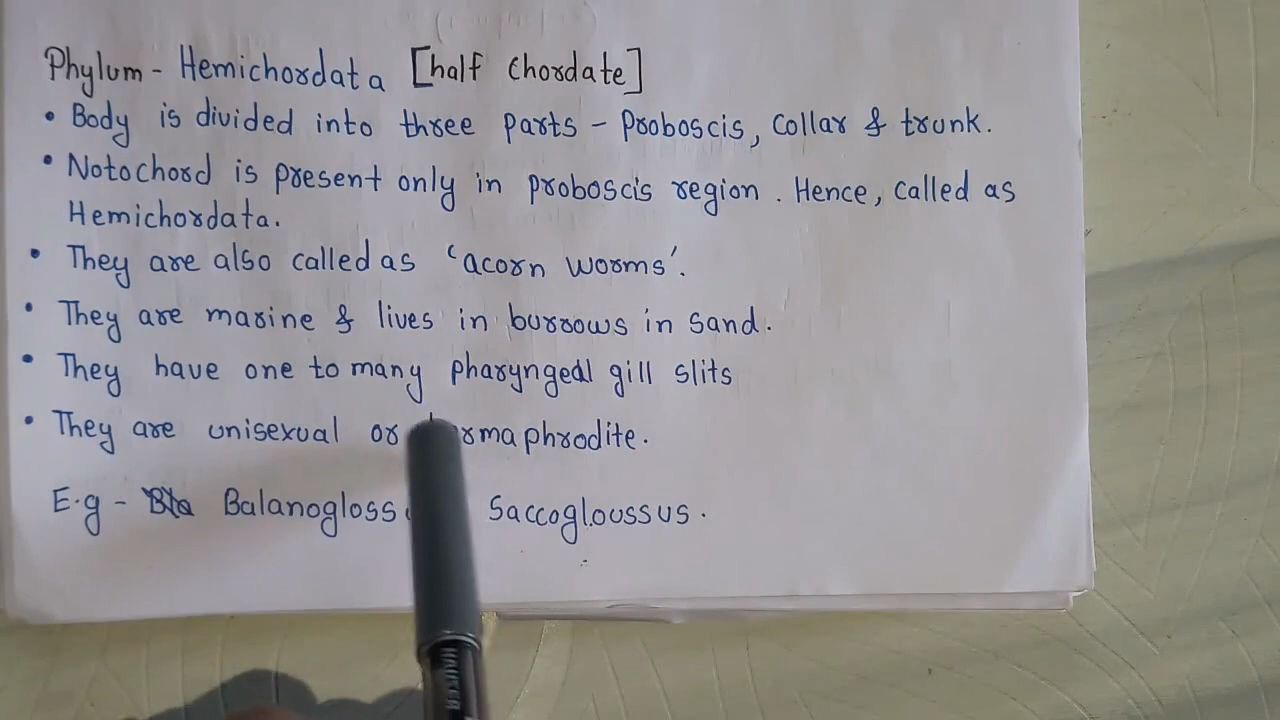 Phylum - Hemichordata [half Chordate]
• Body is divided into three parts - Proboscis, Collar & trunk.
• Notochord is present only in proboscis region. Hence, called as
Hemichordata.
• They are also called as 'acorn worms'.
• They are marine & lives in burrows in sand.
• They have one to many pharyngeal gill slits
• They are unisexual or
E.g - Saccogloussus.